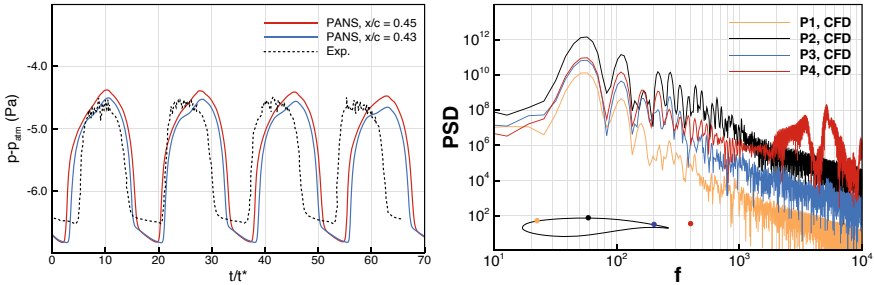 PANS, x/c = 0.45
PANS, x/c = 0.43
Exp.
-4.0
-5.0
-6.0
p-p_atm (Pa)
0 10 20 30 40 50 60 70
t/t*
P1, CFD
P2, CFD
P3, CFD
P4, CFD
10^12
10^10
10^8
10^6
10^4
10^2
PSD
10^1 10^2 10^3 10^4
f